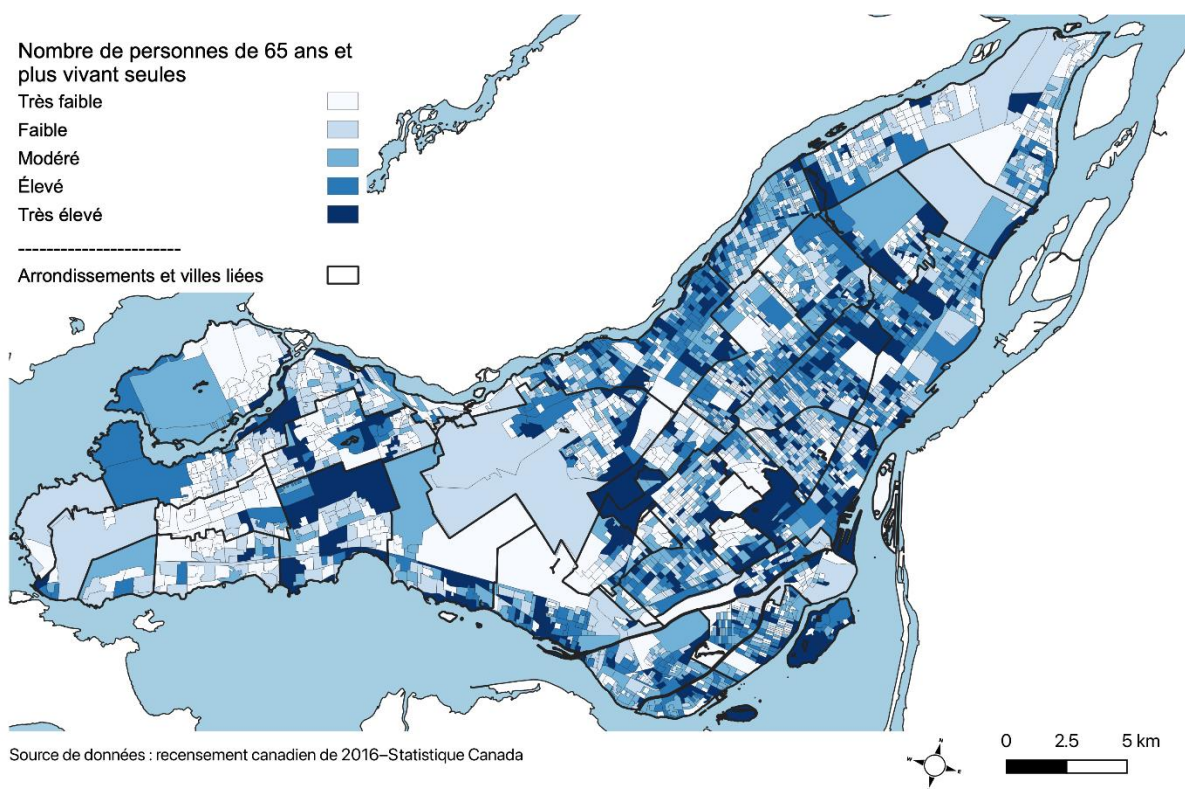 Nombre de personnes de 65 ans et
plus vivant seules
Très faible
Faible
Modéré
Élevé
Très élevé
-----------------------
Arrondissements et villes liées
Source de données : recensement canadien de 2016–Statistique Canada
N
W
E
S
0 2.5 5 km